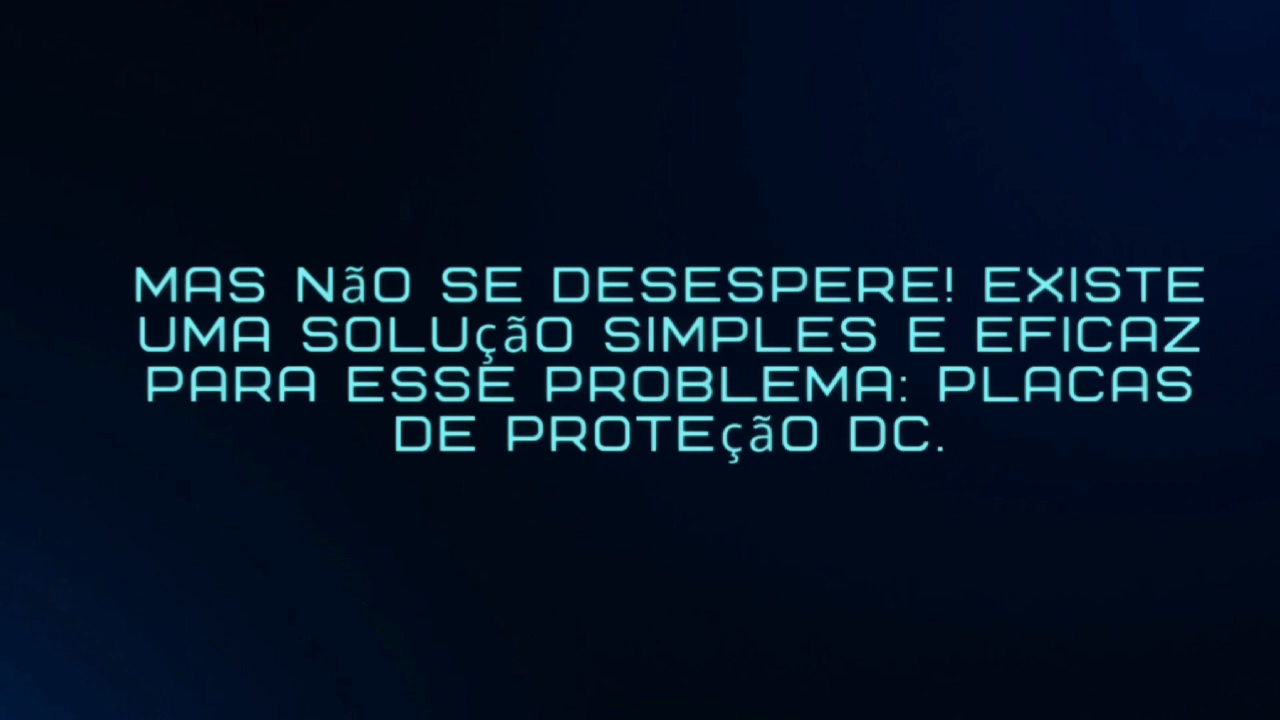 MAS NãO SE DESESPERE! EXISTE
UMA SOLUçãO SIMPLES E EFICAZ
PARA ESSE PROBLEMA: PLACAS
DE PROTEçãO DC.